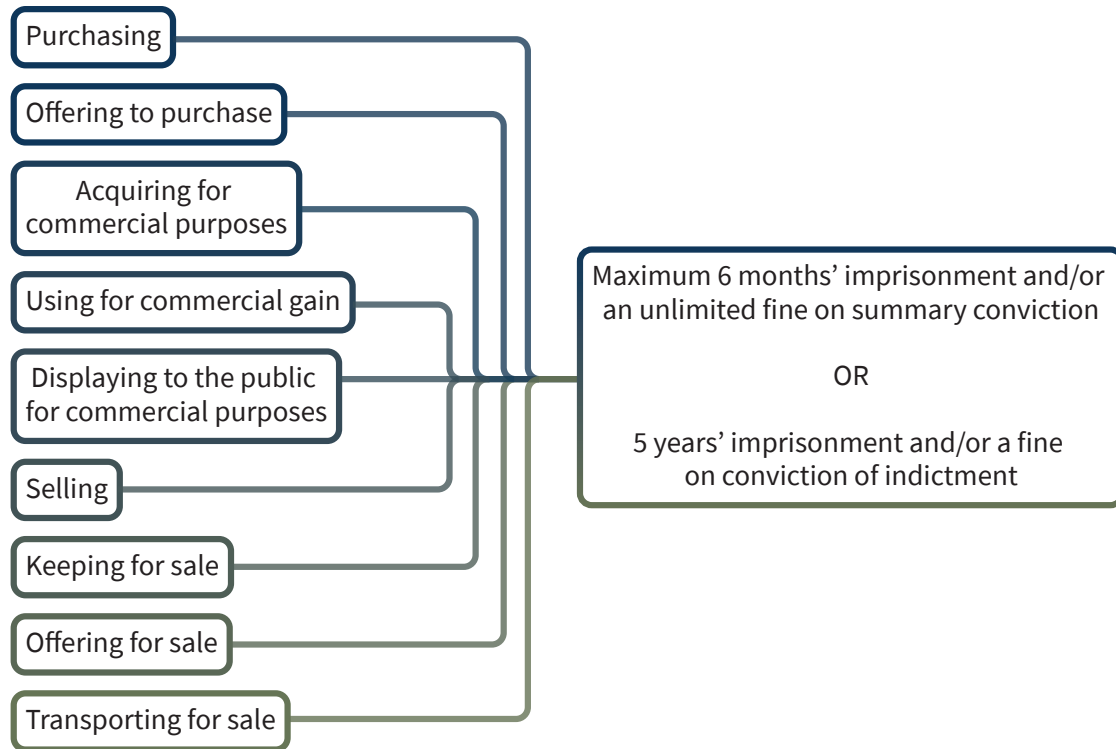 Purchasing
Offering to purchase
Acquiring for
commercial purposes
Using for commercial gain
Displaying to the public
for commercial purposes
Selling
Keeping for sale
Offering for sale
Transporting for sale
Maximum 6 months’ imprisonment and/or
an unlimited fine on summary conviction
OR
5 years’ imprisonment and/or a fine
on conviction of indictment